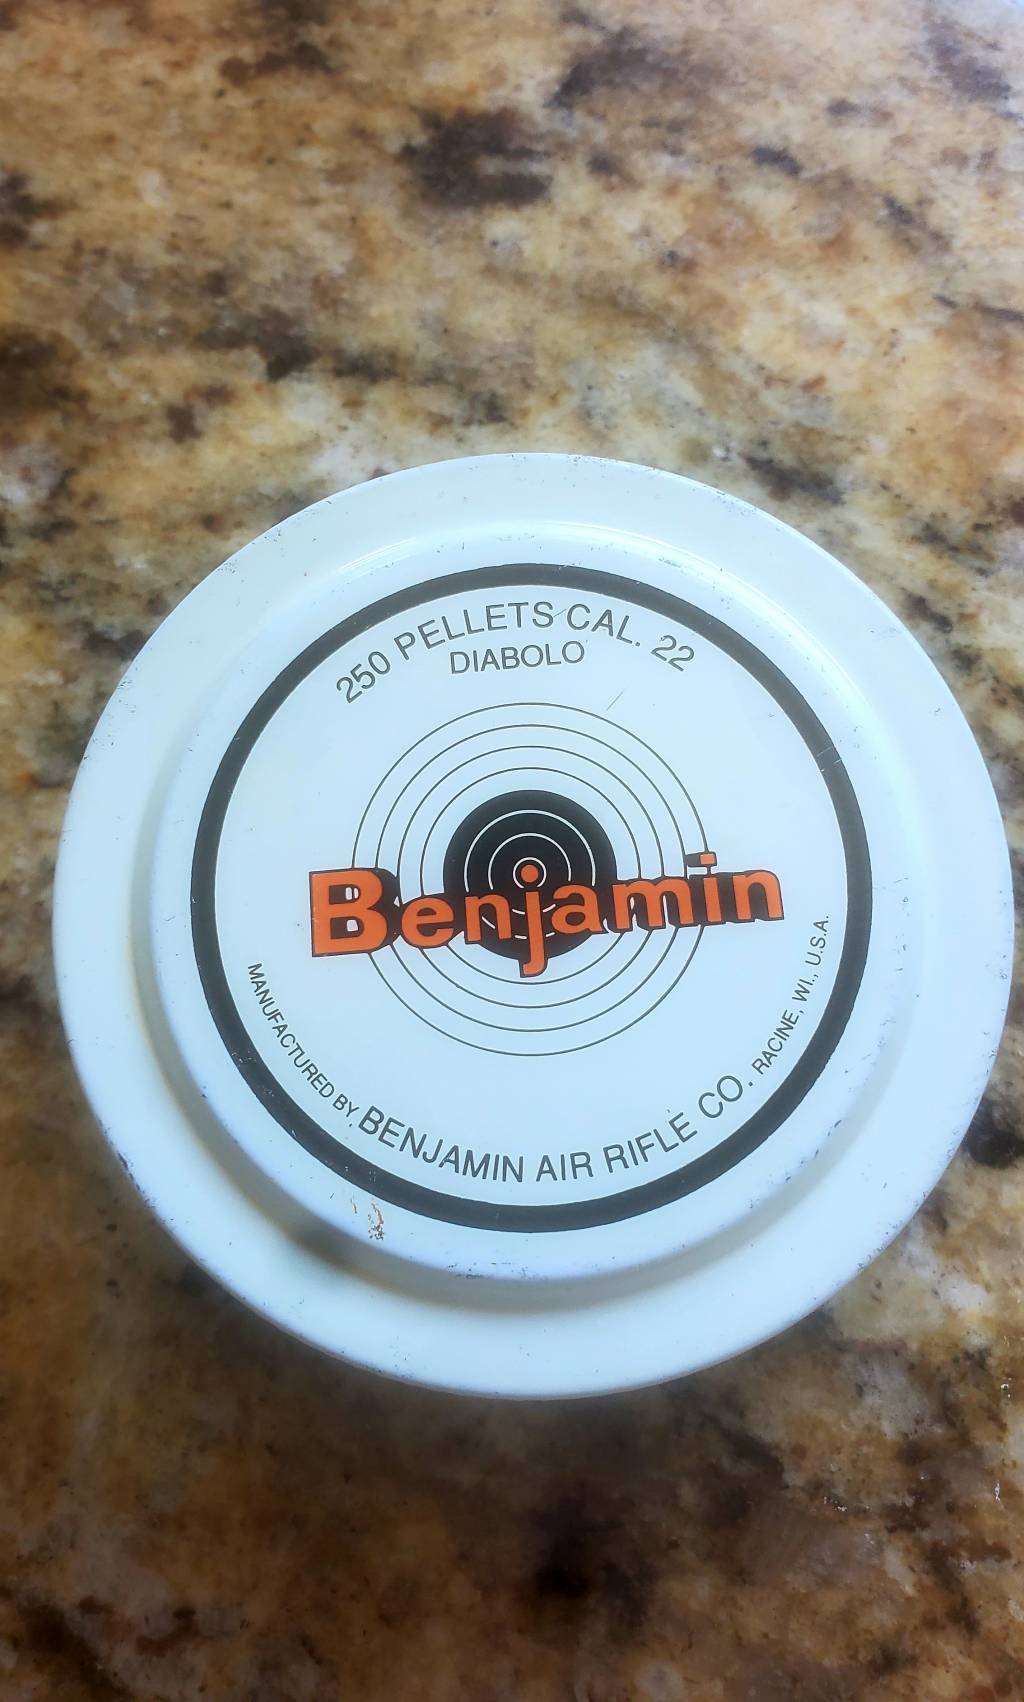 250 PELLETS CAL. 22
DIABOLO
Benjamin
MANUFACTURED BY BENJAMIN AIR RIFLE CO. RACINE, WI., U.S.A.